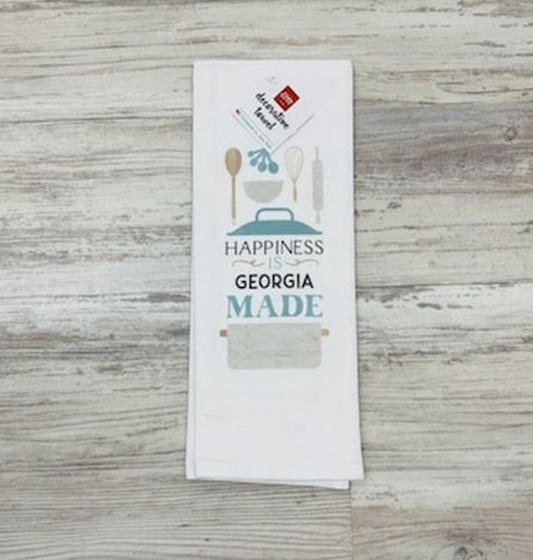 decorative
towel
HAPPINESS
IS
GEORGIA
MADE